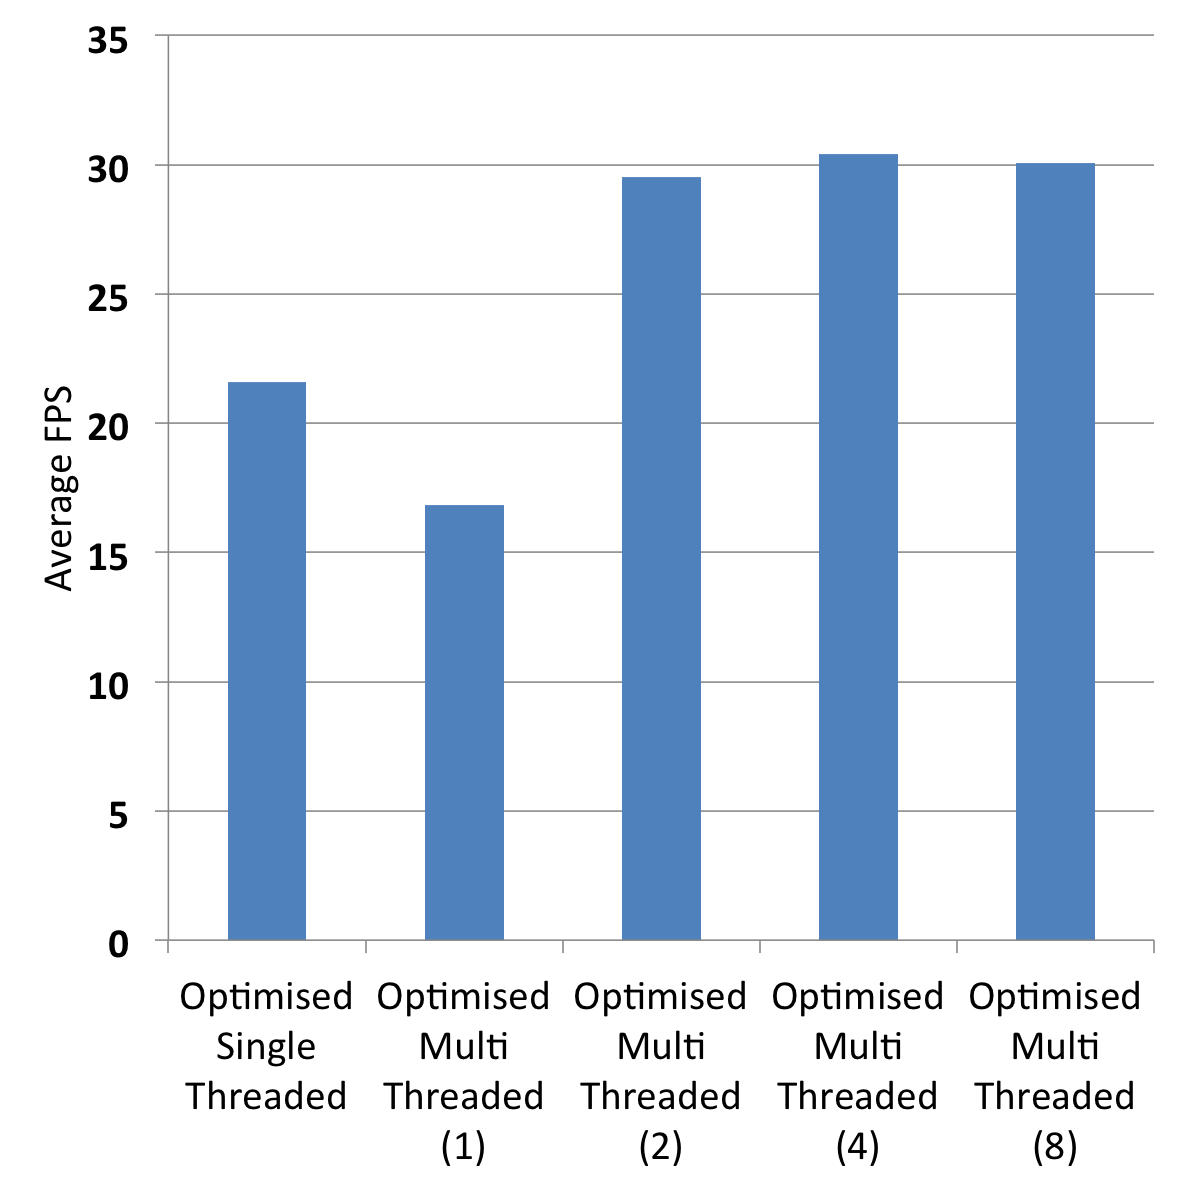 35
30
25
20
15
10
5
0
Average FPS
Optimised
Single
Threaded
Optimised
Multi
Threaded
(1)
Optimised
Multi
Threaded
(2)
Optimised
Multi
Threaded
(4)
Optimised
Multi
Threaded
(8)